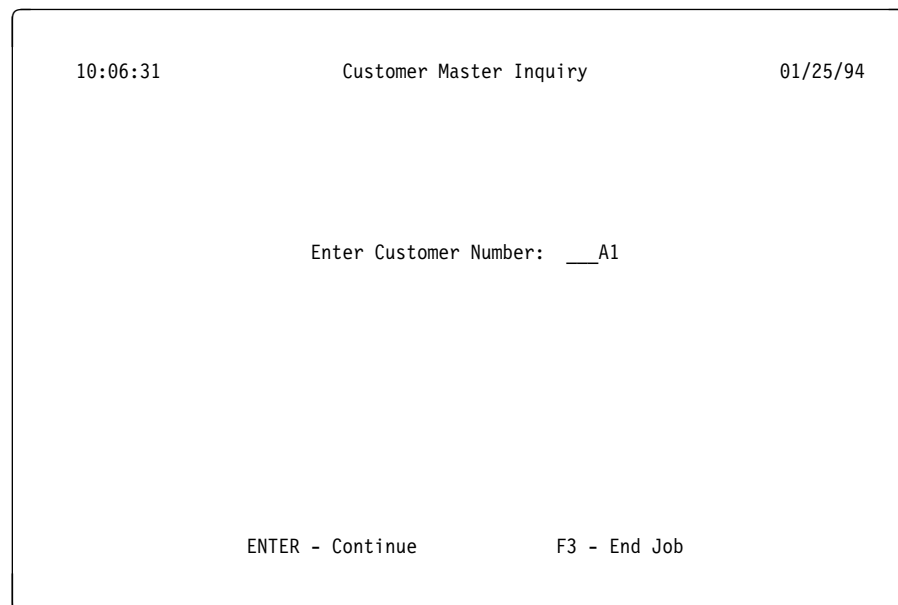 10:06:31 Customer Master Inquiry 01/25/94
Enter Customer Number: ___A1
ENTER - Continue F3 - End Job